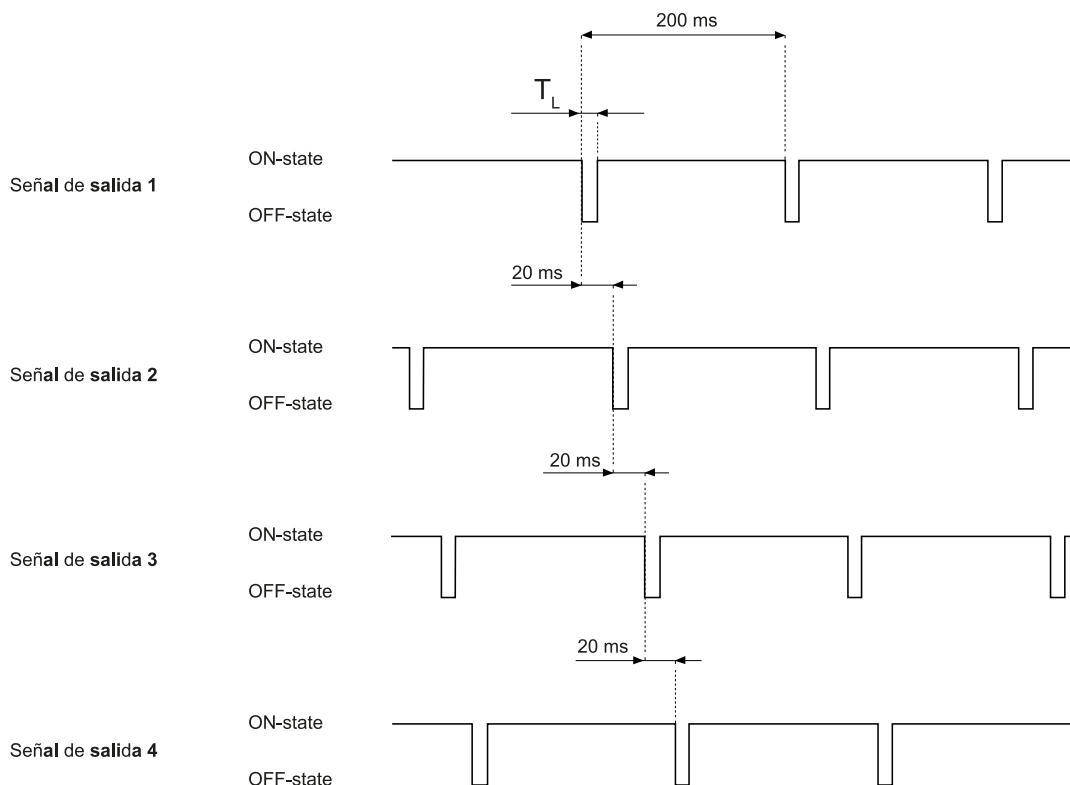 200 ms
TL
ON-state
Señal de salida 1
OFF-state
20 ms
ON-state
Señal de salida 2
OFF-state
20 ms
ON-state
Señal de salida 3
OFF-state
20 ms
ON-state
Señal de salida 4
OFF-state